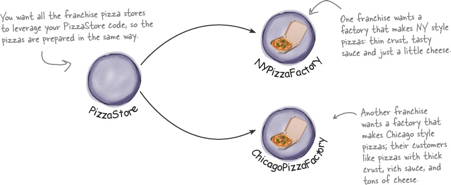 You want all the franchise pizza stores
to leverage your PizzaStore code, so the
pizzas are prepared in the same way.
PizzaStore
NYPizzaFactory
One franchise wants a
factory that makes NY style
pizzas: thin crust, tasty
sauce and just a little cheese.
ChicagoPizzaFactory
Another franchise
wants a factory that
makes Chicago style
pizzas; their customers
like pizzas with thick
crust, rich sauce, and
tons of cheese.